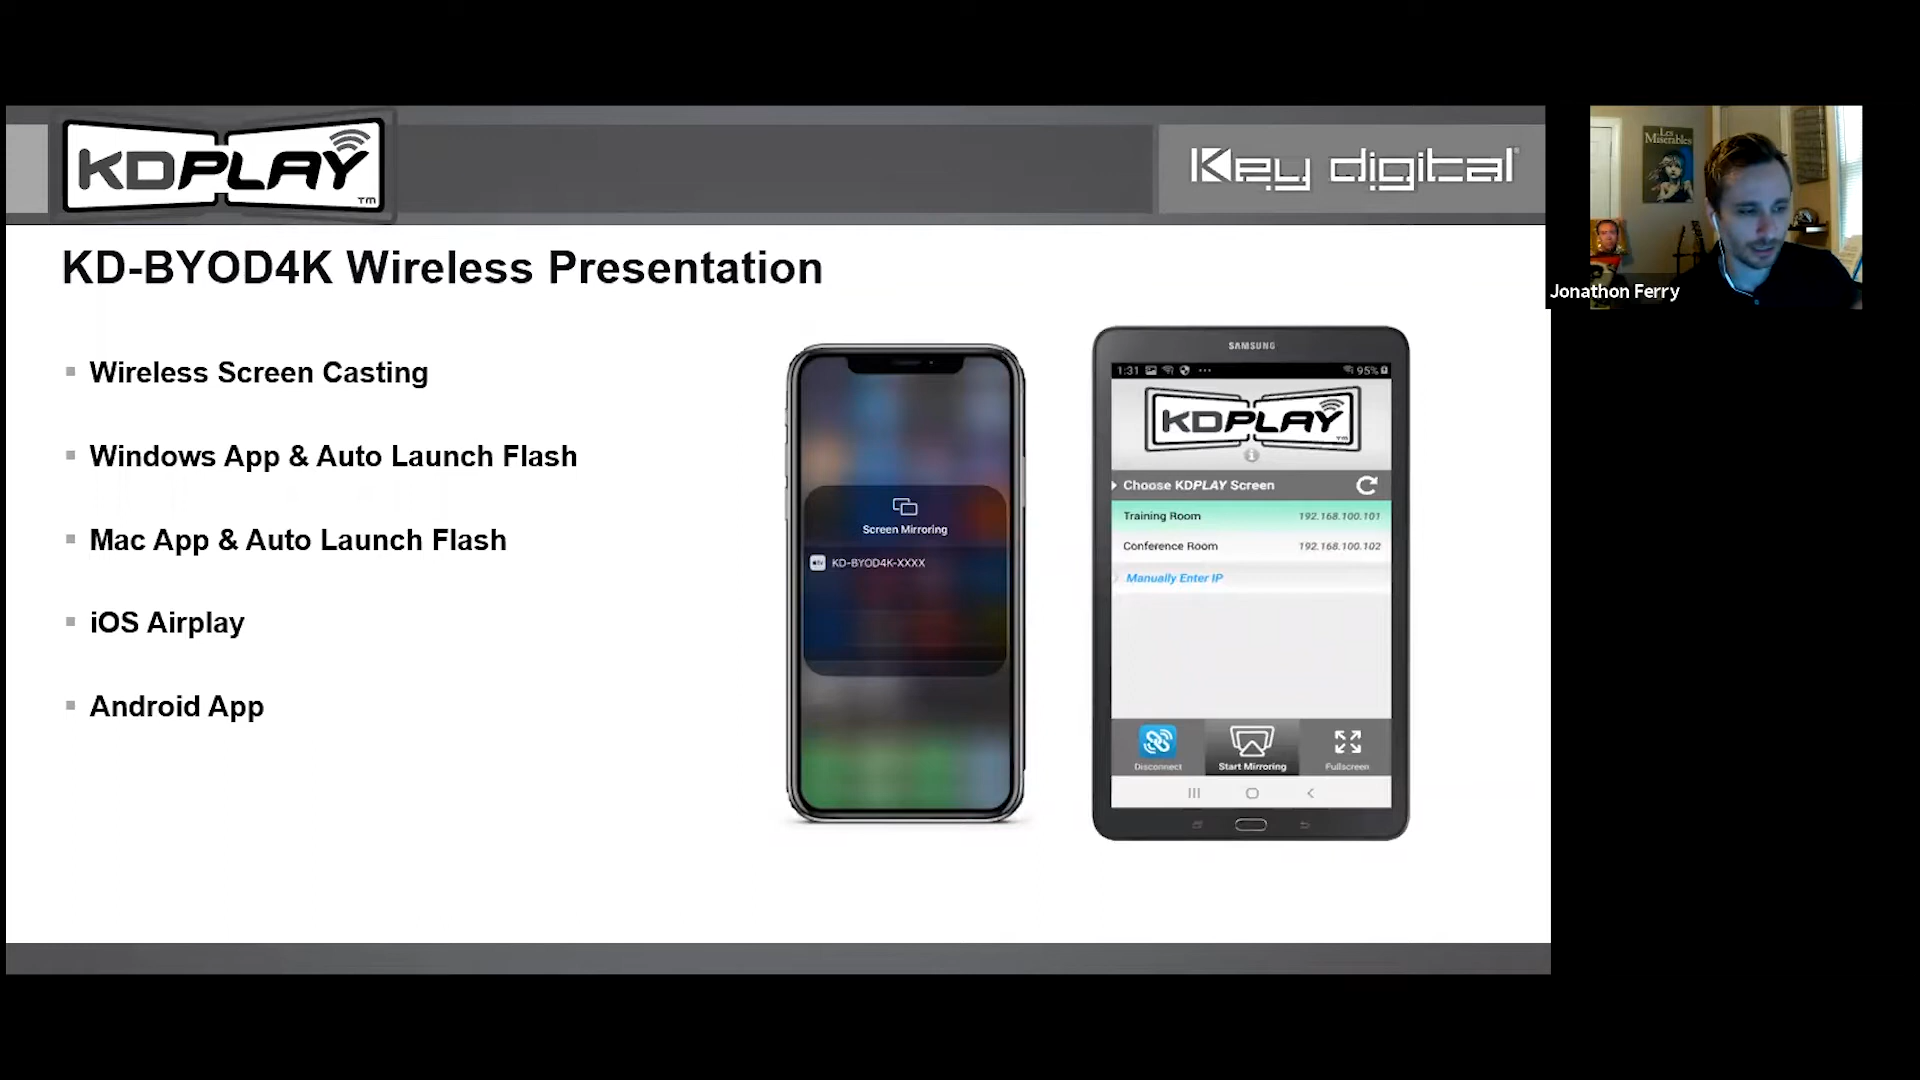 KDPLAY
TM
Key digital
Les Misérables
Jonathon Ferry
KD-BYOD4K Wireless Presentation
Wireless Screen Casting
Windows App & Auto Launch Flash
Mac App & Auto Launch Flash
iOS Airplay
Android App
Screen Mirroring
KD-BYOD4K-XXXX
SAMSUNG
1:31 95%
KDPLAY
TM
Choose KDPLAY Screen
Training Room 192.168.100.101
Conference Room 192.168.100.102
Manually Enter IP
Disconnect Start Mirroring Fullscreen